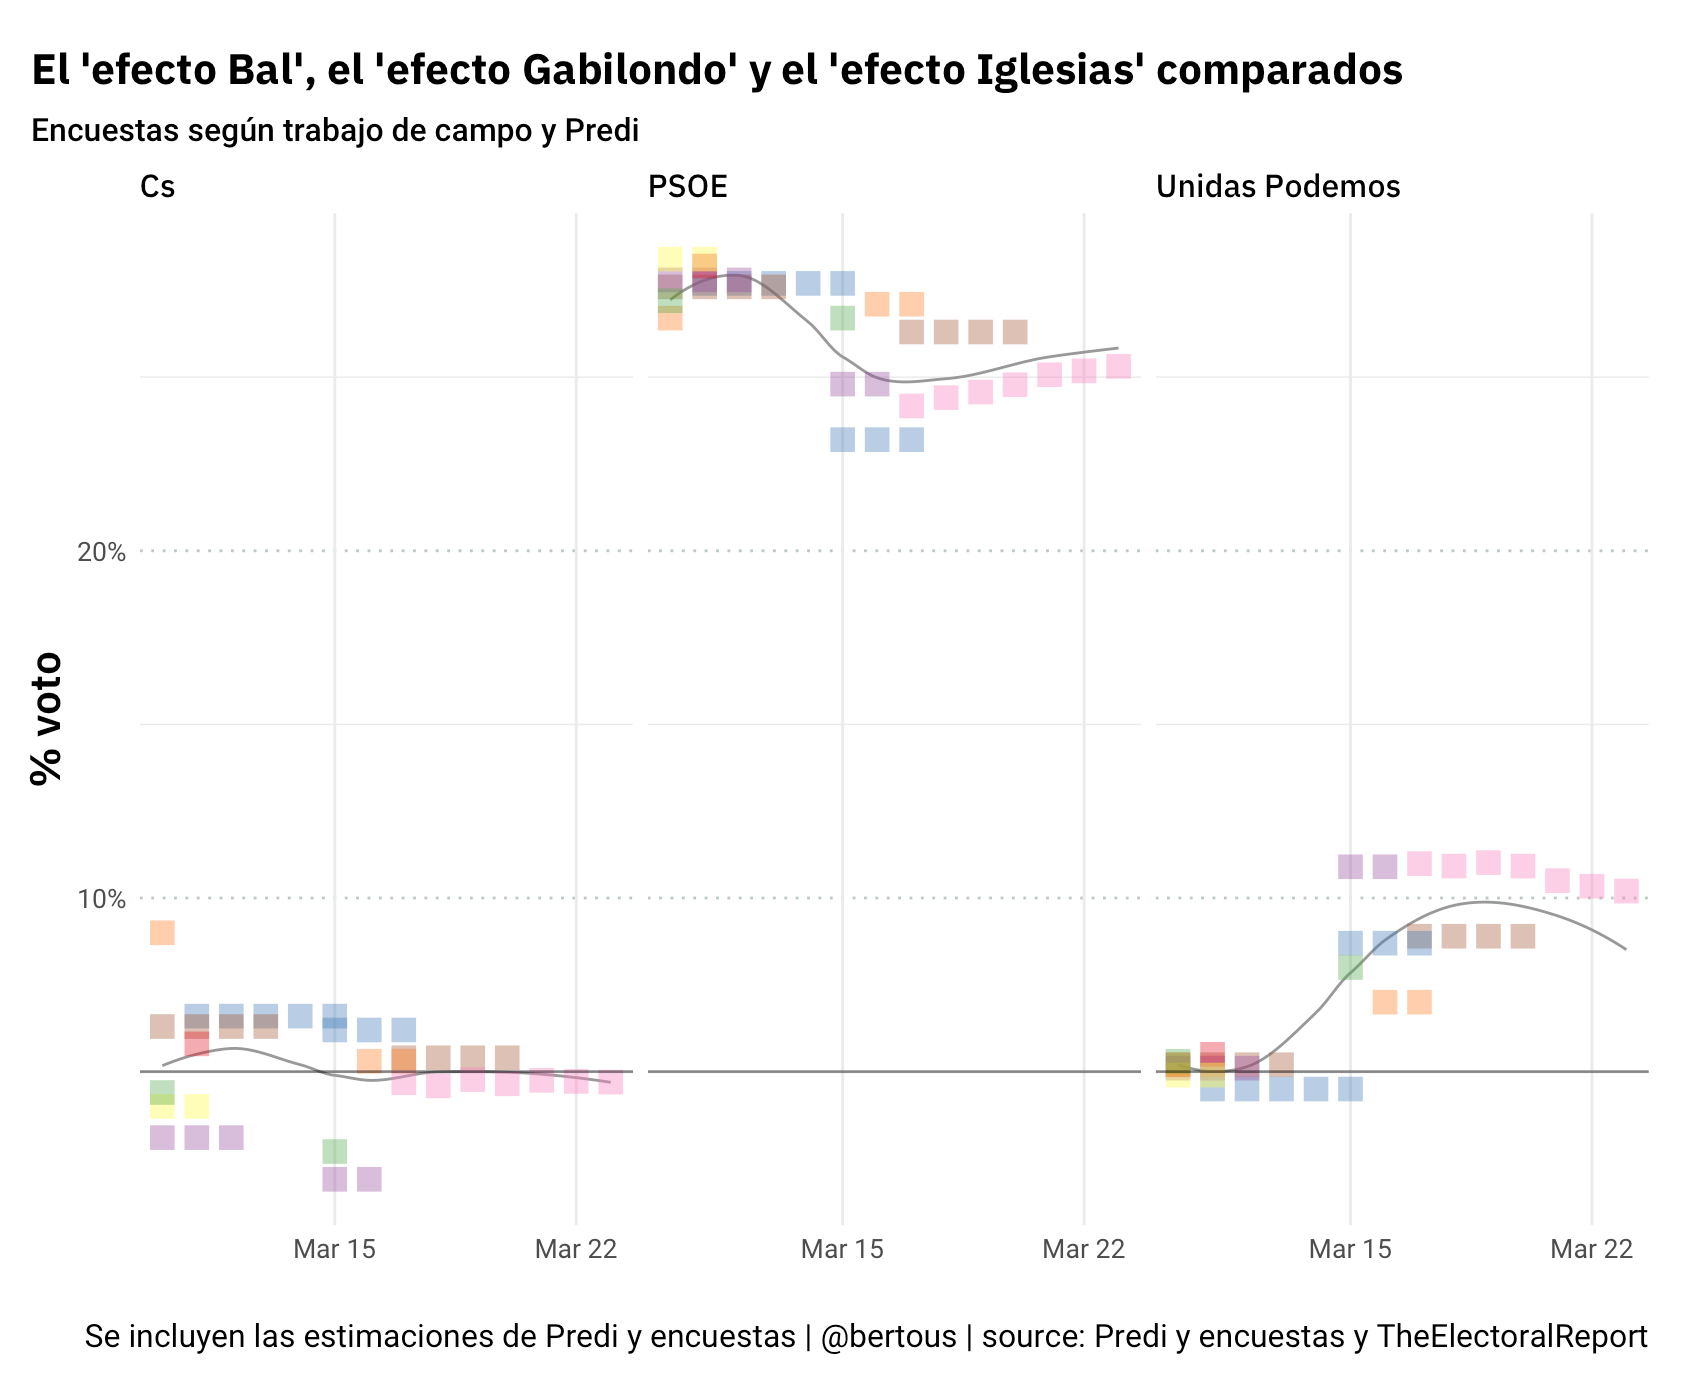 El 'efecto Bal', el 'efecto Gabilondo' y el 'efecto Iglesias' comparados
Encuestas según trabajo de campo y Predi
Cs
PSOE
Unidas Podemos
% voto
20%
10%
Mar 15
Mar 22
Mar 15
Mar 22
Mar 15
Mar 22
Se incluyen las estimaciones de Predi y encuestas | @bertous | source: Predi y encuestas y TheElectoralReport